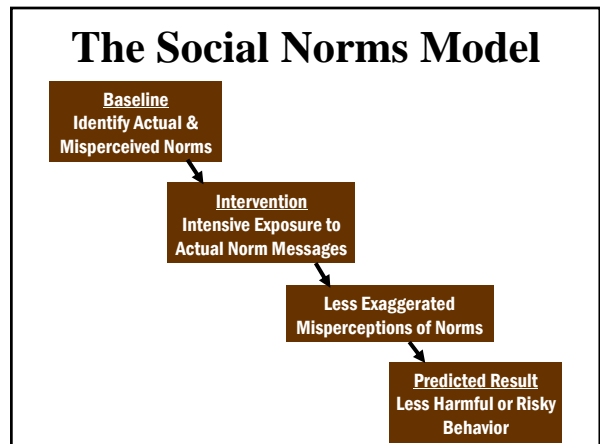 The Social Norms Model
Baseline
Identify Actual &
Misperceived Norms
Intervention
Intensive Exposure to
Actual Norm Messages
Less Exaggerated
Misperceptions of Norms
Predicted Result
Less Harmful or Risky
Behavior